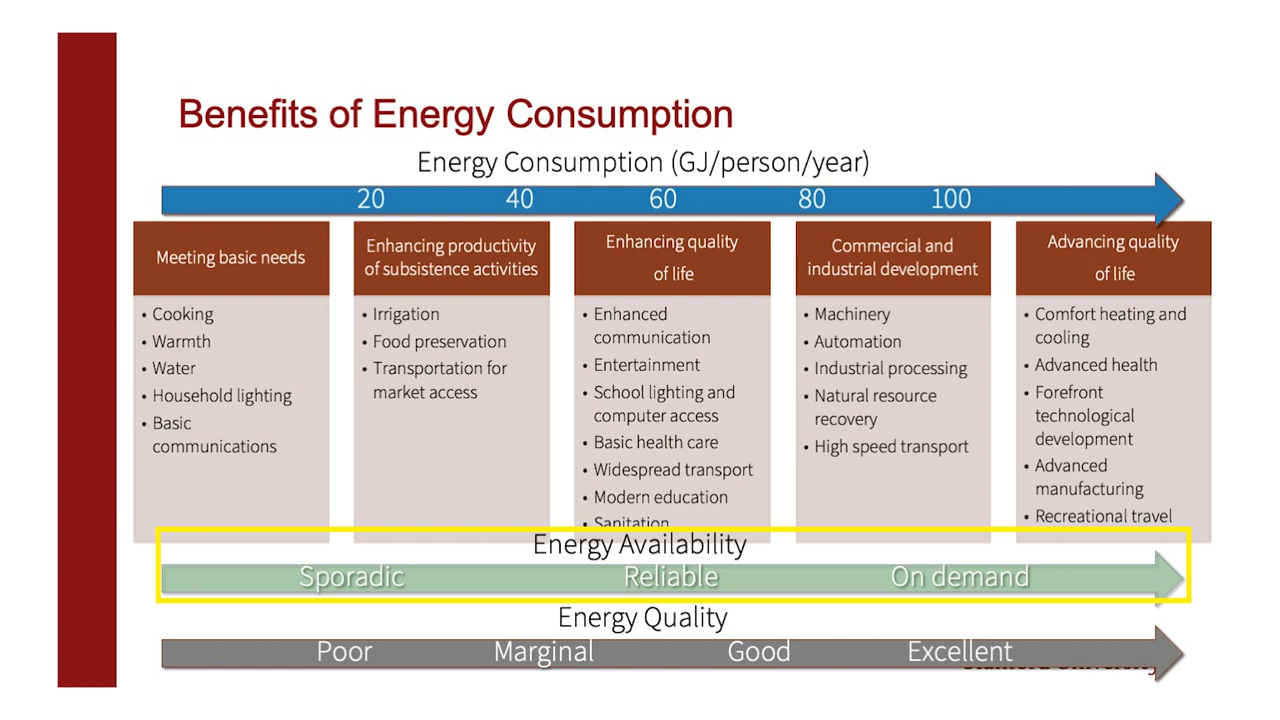 Benefits of Energy Consumption
Energy Consumption (GJ/person/year)
20 40 60 80 100
Meeting basic needs
• Cooking
• Warmth
• Water
• Household lighting
• Basic
communications
Enhancing productivity
of subsistence activities
• Irrigation
• Food preservation
• Transportation for
market access
Enhancing quality
of life
• Enhanced
communication
• Entertainment
• School lighting and
computer access
• Basic health care
• Widespread transport
• Modern education
• Sanitation
Commercial and
industrial development
• Machinery
• Automation
• Industrial processing
• Natural resource
recovery
• High speed transport
Advancing quality
of life
• Comfort heating and
cooling
• Advanced health
• Forefront
technological
development
• Advanced
manufacturing
• Recreational travel
Energy Availability
Sporadic Reliable On demand
Energy Quality
Poor Marginal Good Excellent
Stanford University